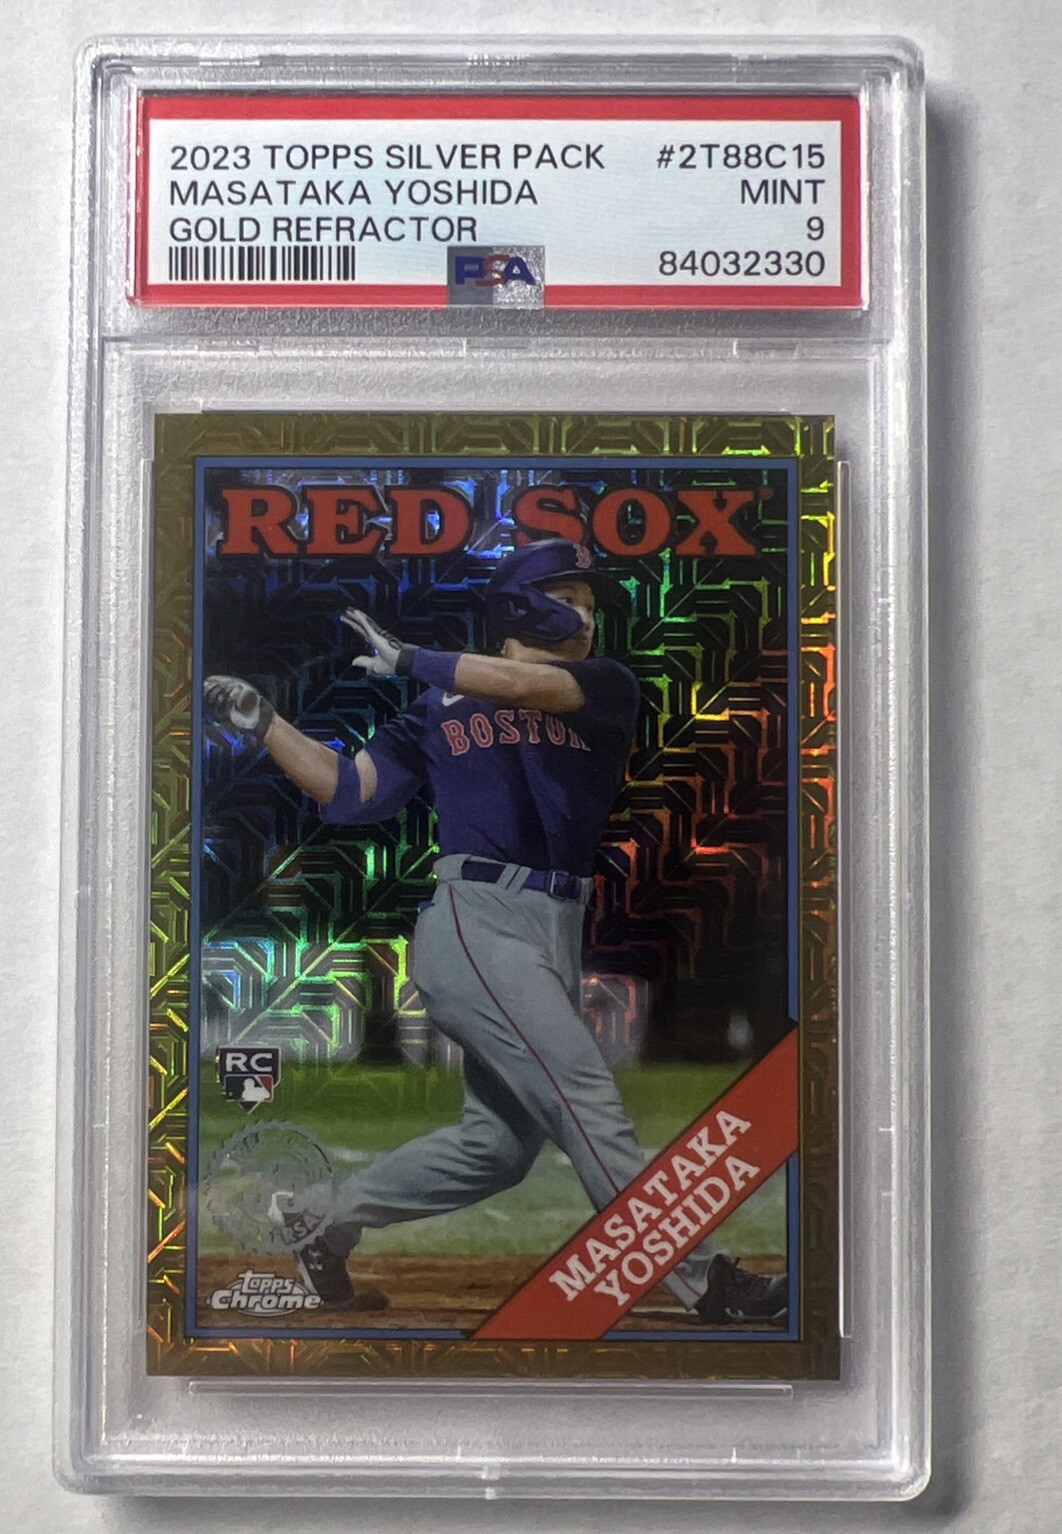 2023 TOPPS SILVER PACK #2T88C15
MASATAKA YOSHIDA MINT
GOLD REFRACTOR 9
84032330
PSA
RED SOX
B
BOSTON
RC
MASATAKA
YOSHIDA
Topps
Chrome